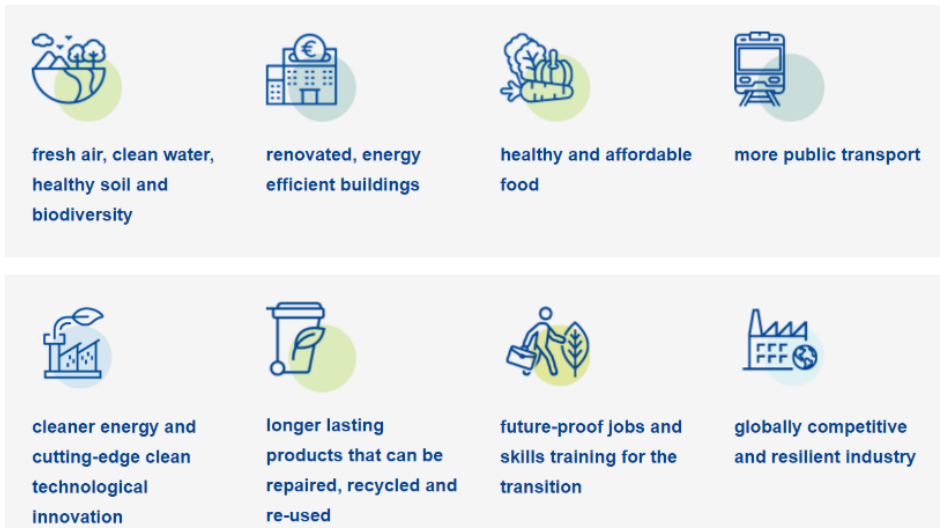 €
fresh air, clean water,
healthy soil and
biodiversity
renovated, energy
efficient buildings
healthy and affordable
food
more public transport
cleaner energy and
cutting-edge clean
technological
innovation
longer lasting
products that can be
repaired, recycled and
re-used
future-proof jobs and
skills training for the
transition
globally competitive
and resilient industry